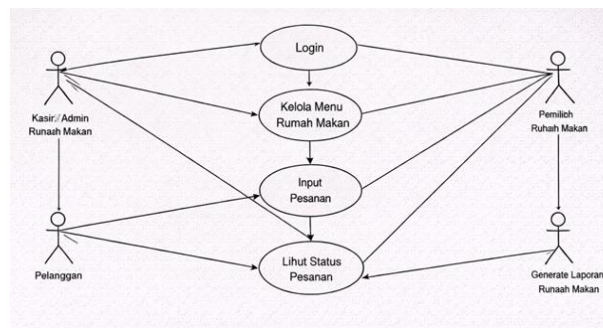 Login
Kasir./Admin
Runaah Makan
Kelola Menu
Rumah Makan
Pemilich
Ruhah Makan
Input
Pesanan
Pelanggan
Lihut Status
Pesanan
Generate Laporan
Runaah Makan